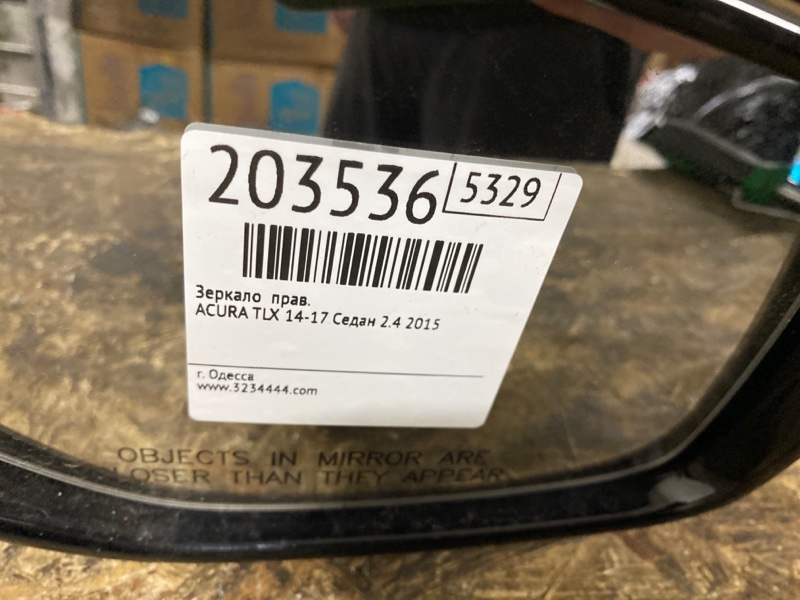 203536 5329
Зеркало прав.
ACURA TLX 14-17 Седан 2.4 2015
г. Одесса
www.3234444.com
OBJECTS IN MIRROR ARE
CLOSER THAN THEY APPEAR